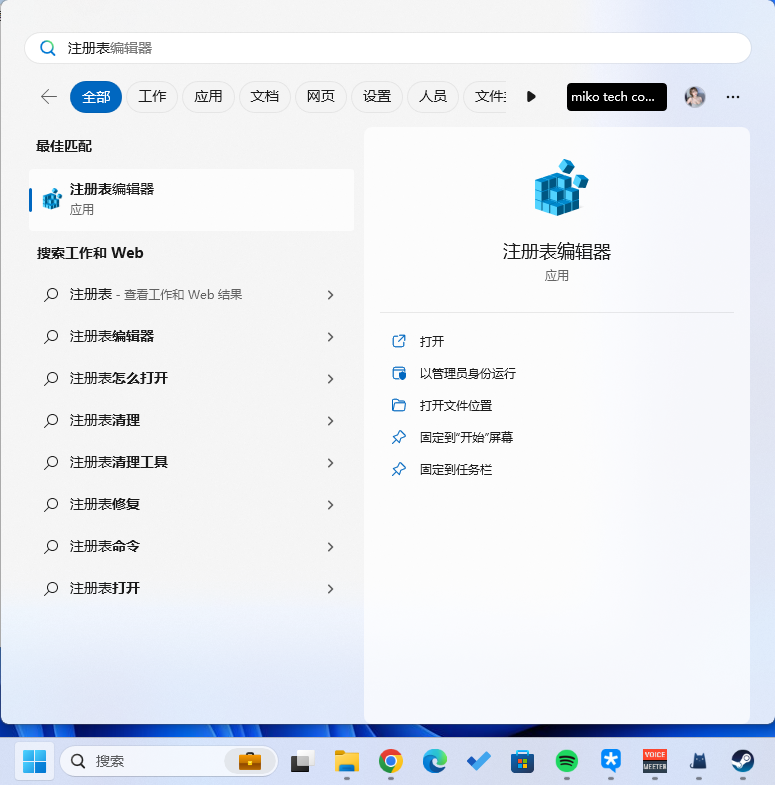 注册表编辑器
全部 工作 应用 文档 网页 设置 人员 miko tech co...
最佳匹配
注册表编辑器
应用
搜索工作和 Web
注册表 - 查看工作和 Web 结果
注册表编辑器
注册表怎么打开
注册表清理
注册表清理工具
注册表修复
注册表命令
注册表打开
注册表编辑器
应用
打开
以管理员身份运行
打开文件位置
固定到"开始"屏幕
固定到任务栏
搜索
VOICE
MEETER